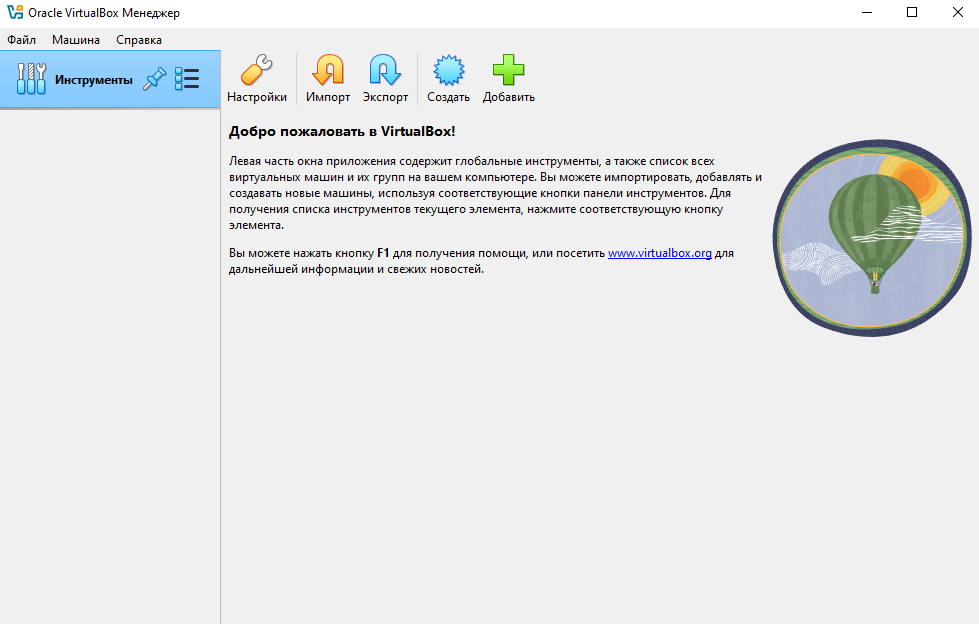 Oracle VirtualBox Менеджер
Файл Машина Справка
Инструменты
Настройки Импорт Экспорт Создать Добавить
Добро пожаловать в VirtualBox!
Левая часть окна приложения содержит глобальные инструменты, а также список всех
виртуальных машин и их групп на вашем компьютере. Вы можете импортировать, добавлять и
создавать новые машины, используя соответствующие кнопки панели инструментов. Для
получения списка инструментов текущего элемента, нажмите соответствующую кнопку
элемента.
Вы можете нажать кнопку F1 для получения помощи, или посетить www.virtualbox.org для
дальнейшей информации и свежих новостей.